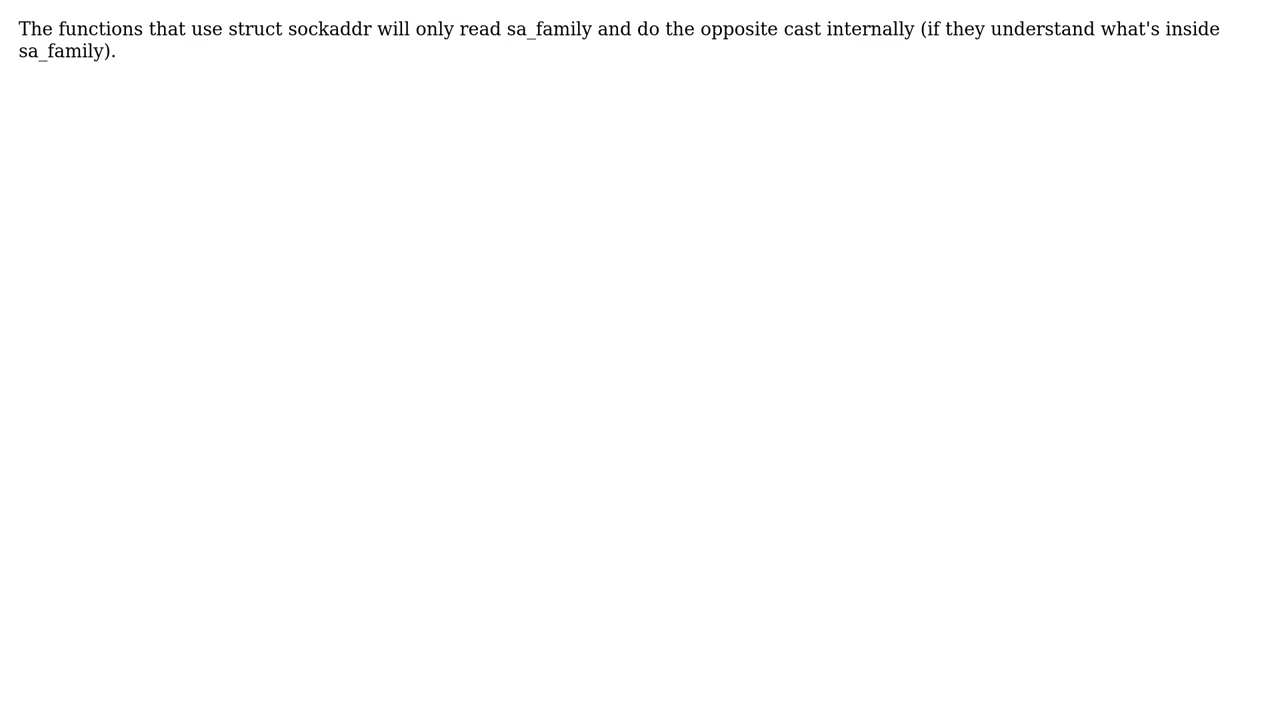 The functions that use struct sockaddr will only read sa_family and do the opposite cast internally (if they understand what's inside
sa_family).